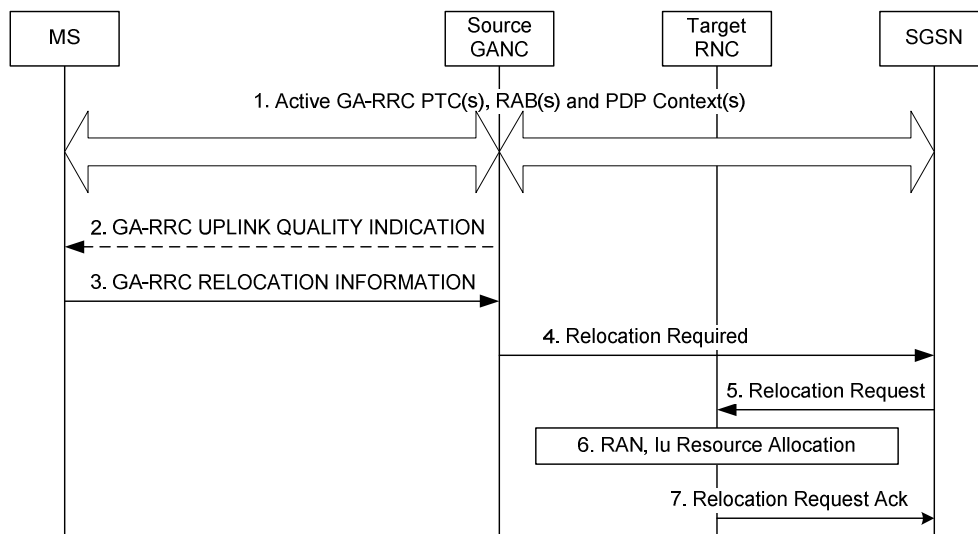 MS
Source
GANC
Target
RNC
SGSN
1. Active GA-RRC PTC(s), RAB(s) and PDP Context(s)
2. GA-RRC UPLINK QUALITY INDICATION
3. GA-RRC RELOCATION INFORMATION
4. Relocation Required
5. Relocation Request
6. RAN, Iu Resource Allocation
7. Relocation Request Ack